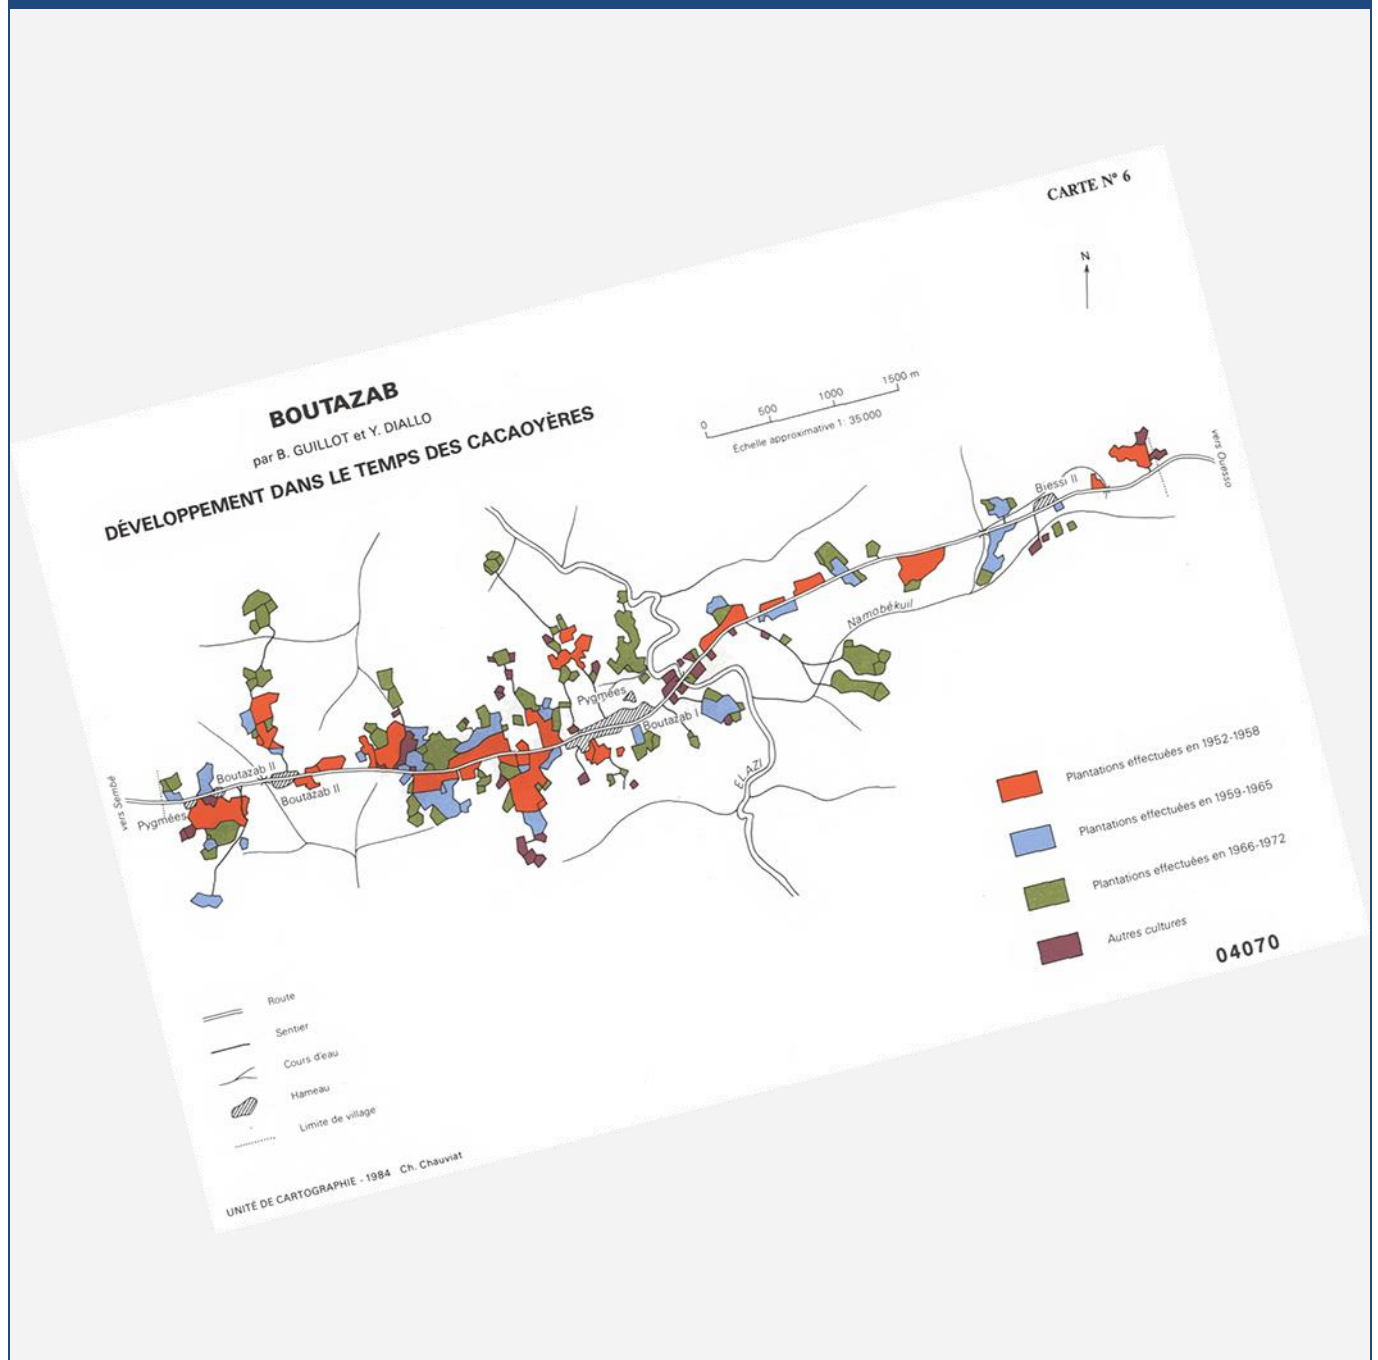 CARTE N° 6
N
BOUTAZAB
par B. GUILLOT et Y. DIALLO
DÉVELOPPEMENT DANS LE TEMPS DES CACAOYÈRES
0 500 1000 1500 m
Echelle approximative 1: 35000
vers Ouesso
Biessi II
Namobékuil
Pygmées
Boutazab I
ELAZI
Boutazab II
Boutazab II
Pygmées
vers Sembé
Plantations effectuées en 1952-1958
Plantations effectuées en 1959-1965
Plantations effectuées en 1966-1972
Autres cultures
04070
Route
Sentier
Cours d'eau
Hameau
Limite de village
UNITÉ DE CARTOGRAPHIE - 1984 Ch. Chauviat